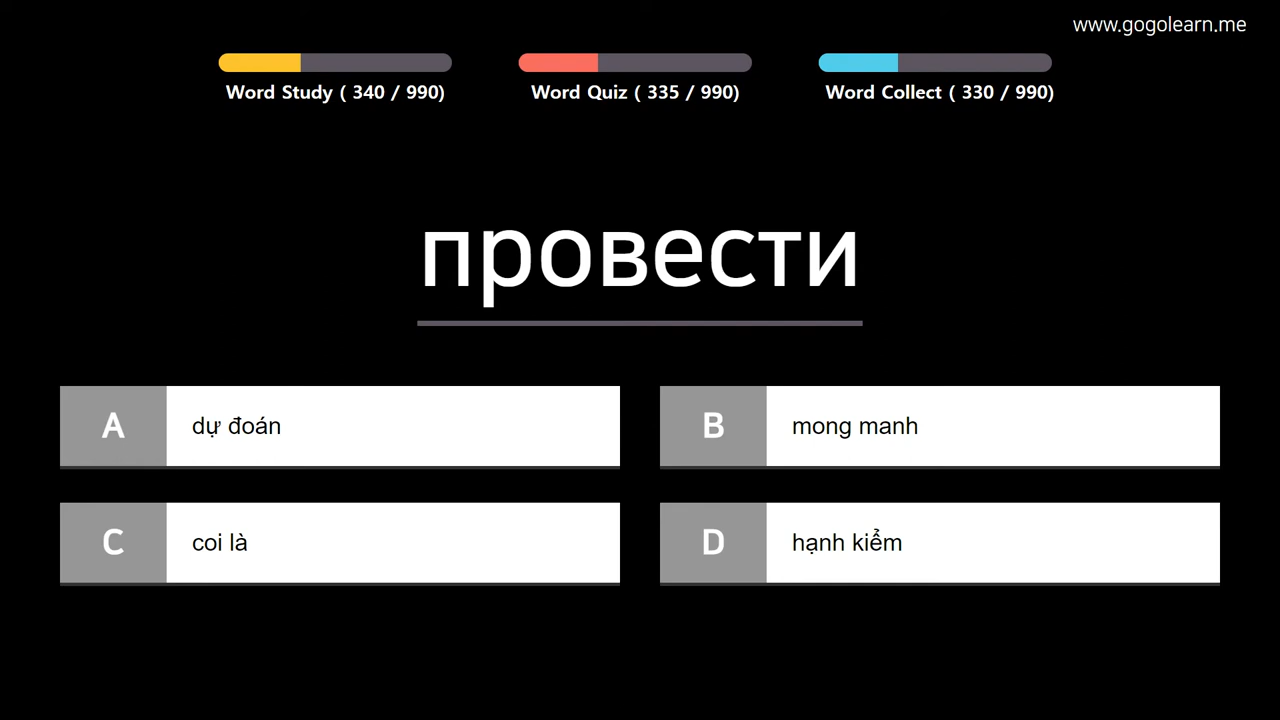 www.gogolearn.me
Word Study ( 340 / 990)
Word Quiz ( 335 / 990)
Word Collect ( 330 / 990)
провести
A dự đoán
B mong manh
C coi là
D hạnh kiểm